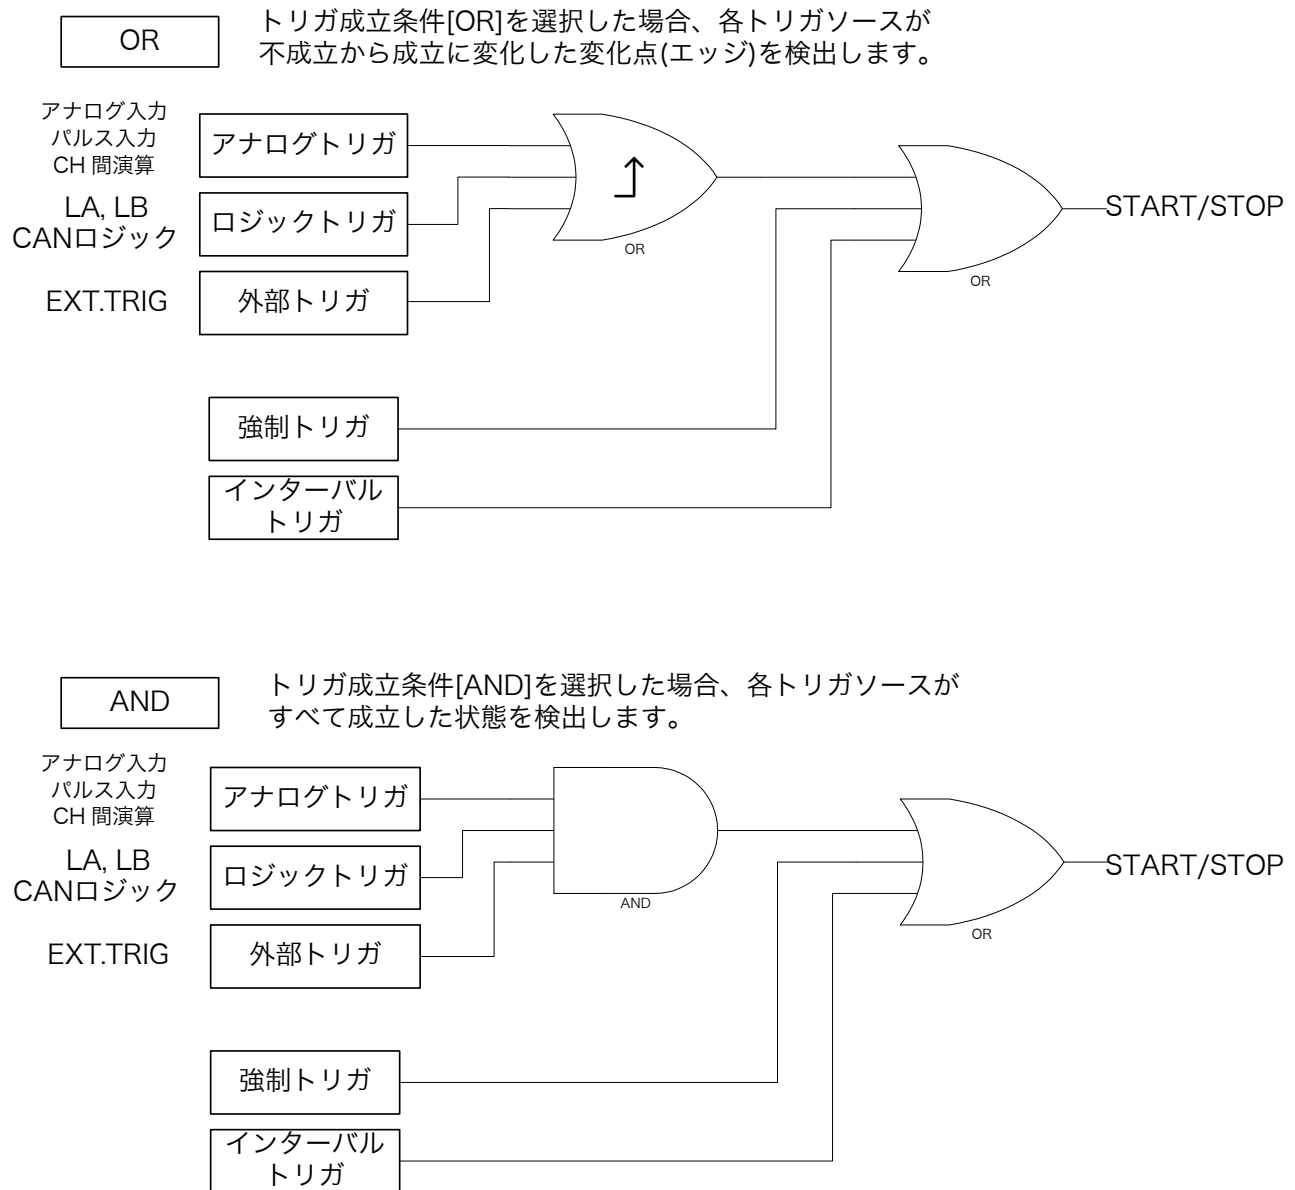 OR
トリガ成立条件[OR]を選択した場合、各トリガソースが
不成立から成立に変化した変化点(エッジ)を検出します。
アナログ入力
パルス入力
CH 間演算
アナログトリガ
LA, LB
CANロジック
ロジックトリガ
EXT.TRIG
外部トリガ
OR
OR
START/STOP
強制トリガ
インターバル
トリガ
AND
トリガ成立条件[AND]を選択した場合、各トリガソースが
すべて成立した状態を検出します。
アナログ入力
パルス入力
CH 間演算
アナログトリガ
LA, LB
CANロジック
ロジックトリガ
EXT.TRIG
外部トリガ
AND
OR
START/STOP
強制トリガ
インターバル
トリガ